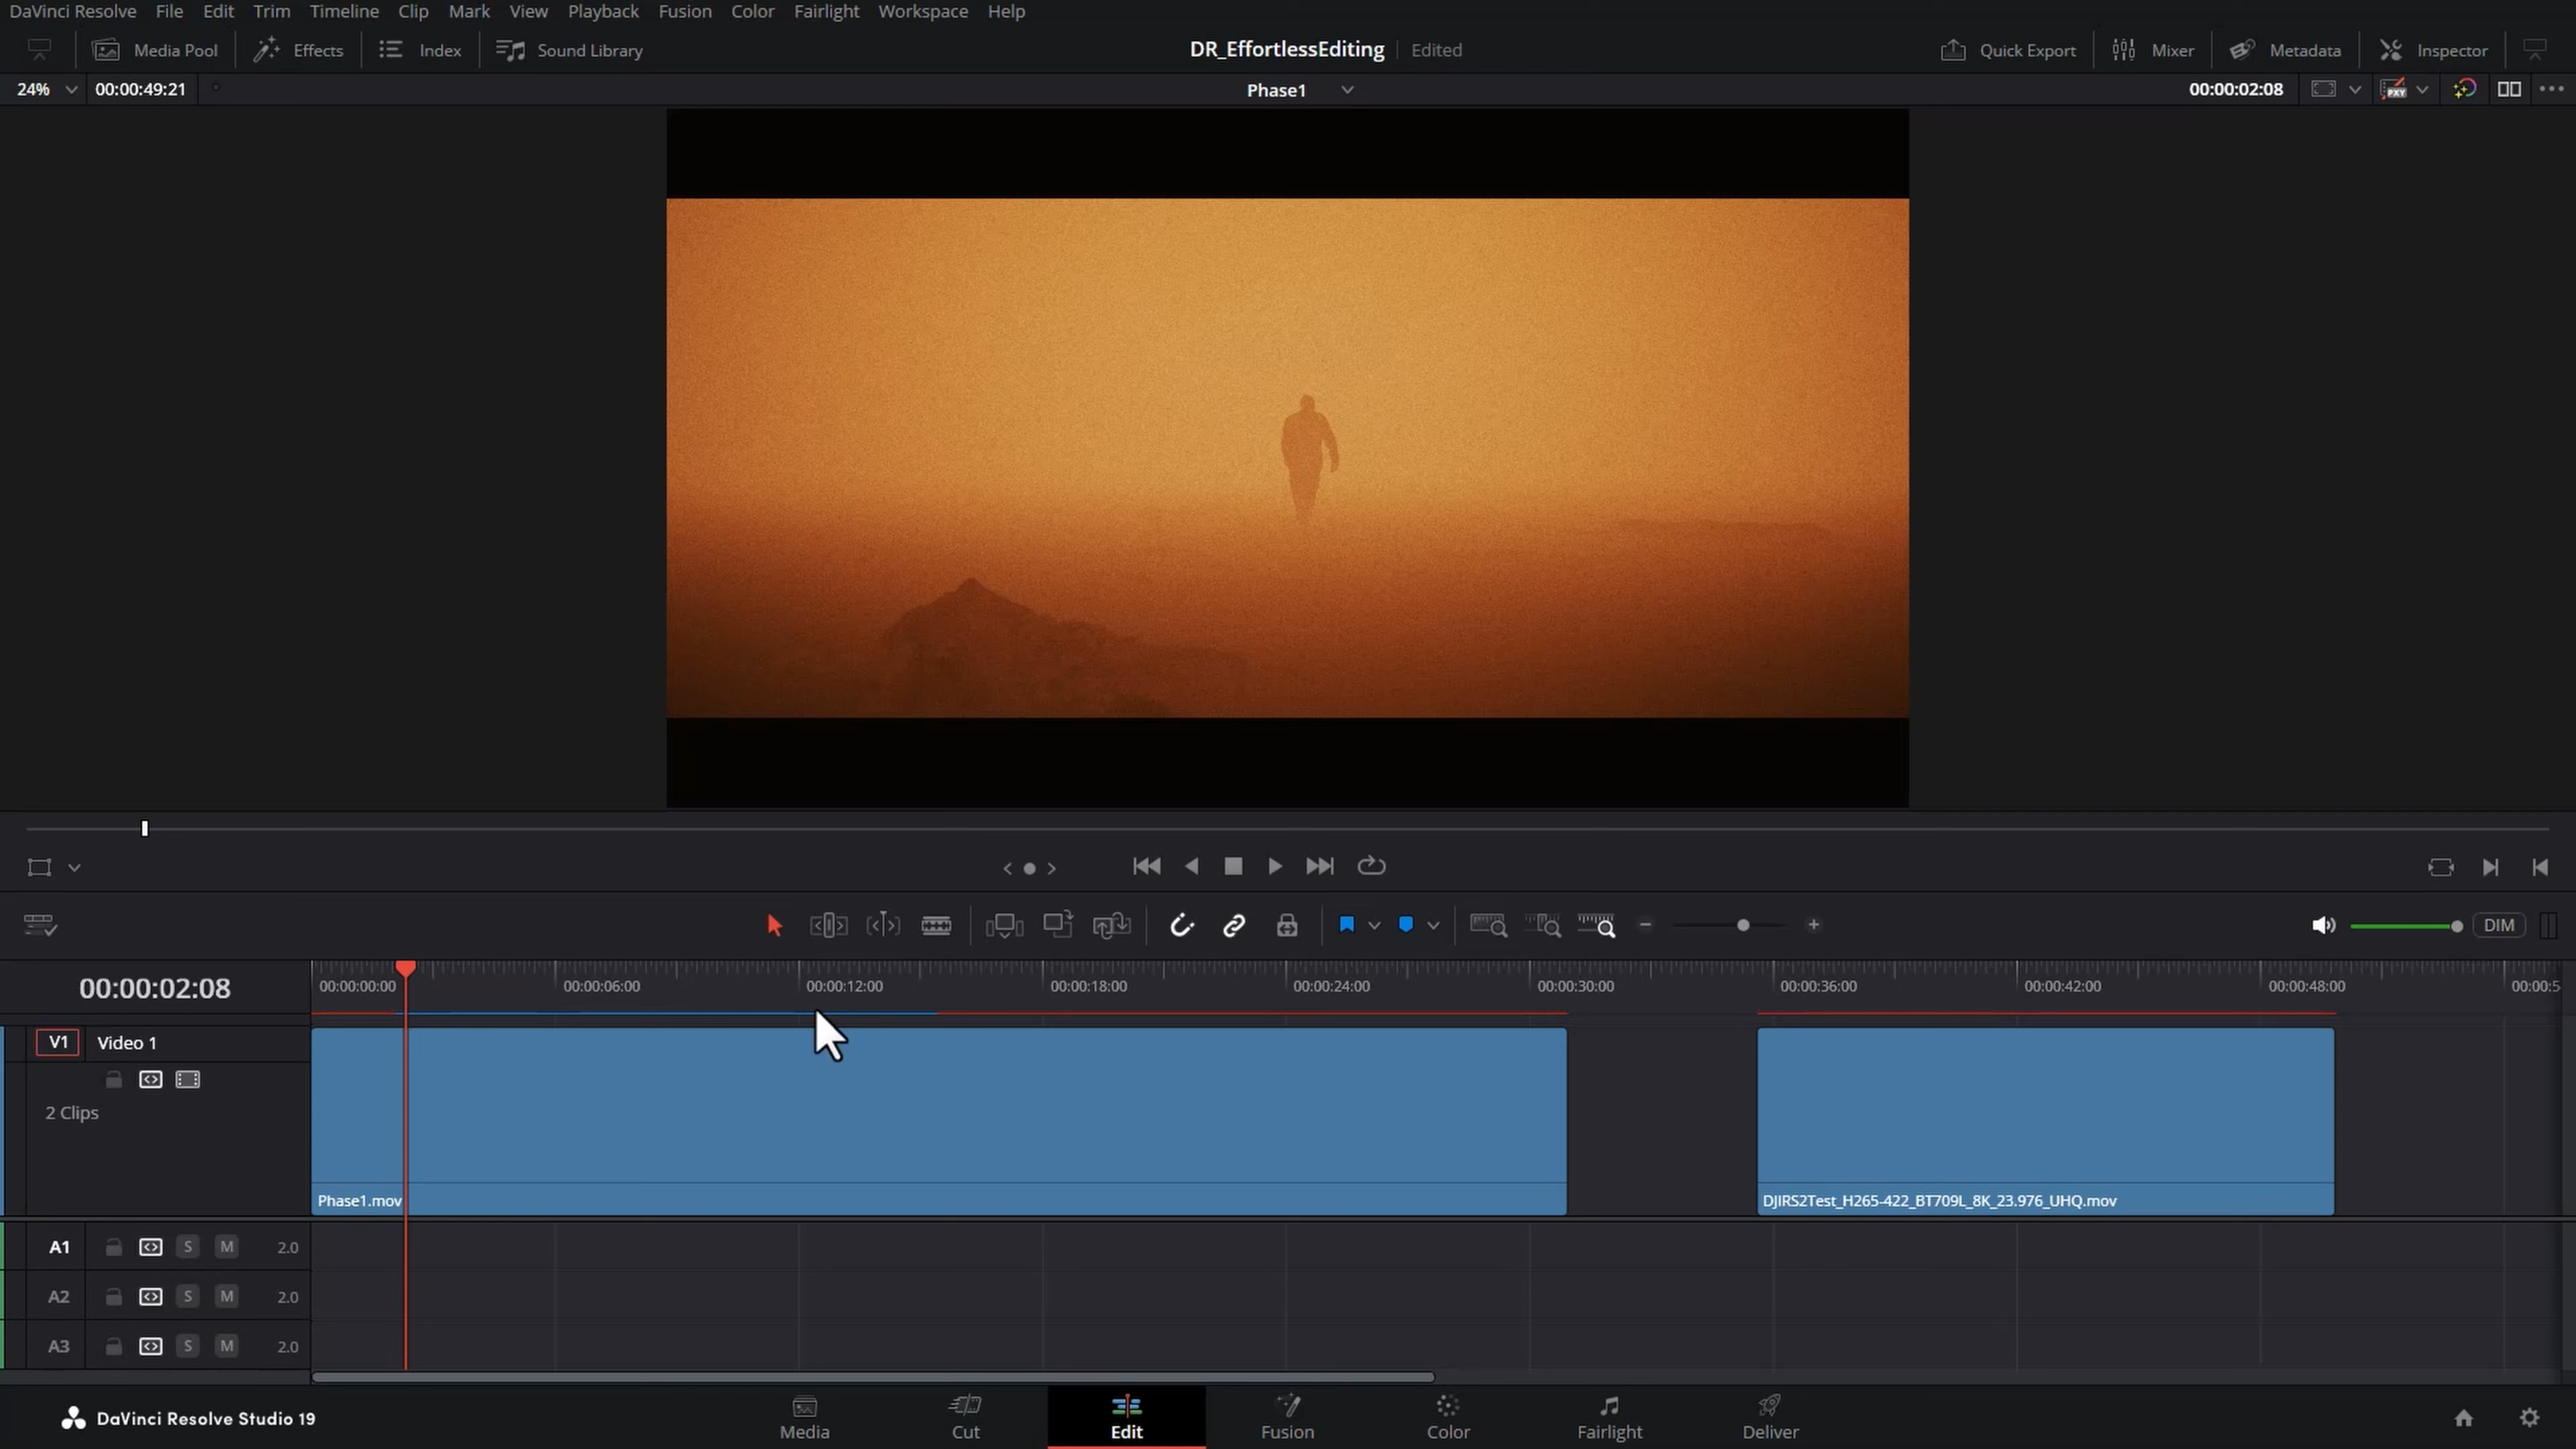 DaVinci Resolve File Edit Trim Timeline Clip Mark View Playback Fusion Color Fairlight Workspace Help
Media Pool Effects Index Sound Library DR_EffortlessEditing Edited Quick Export Mixer Metadata Inspector
24% 00:00:49:21 Phase1 00:00:02:08 PXY
DIM
00:00:02:08 00:00:00:00 00:00:06:00 00:00:12:00 00:00:18:00 00:00:24:00 00:00:30:00 00:00:36:00 00:00:42:00 00:00:48:00 00:00:5
V1 Video 1
2 Clips
Phase1.mov DJIRS2Test_H265-422_BT709L_8K_23.976_UHQ.mov
A1 S M 2.0
A2 S M 2.0
A3 S M 2.0
DaVinci Resolve Studio 19 Media Cut Edit Fusion Color Fairlight Deliver